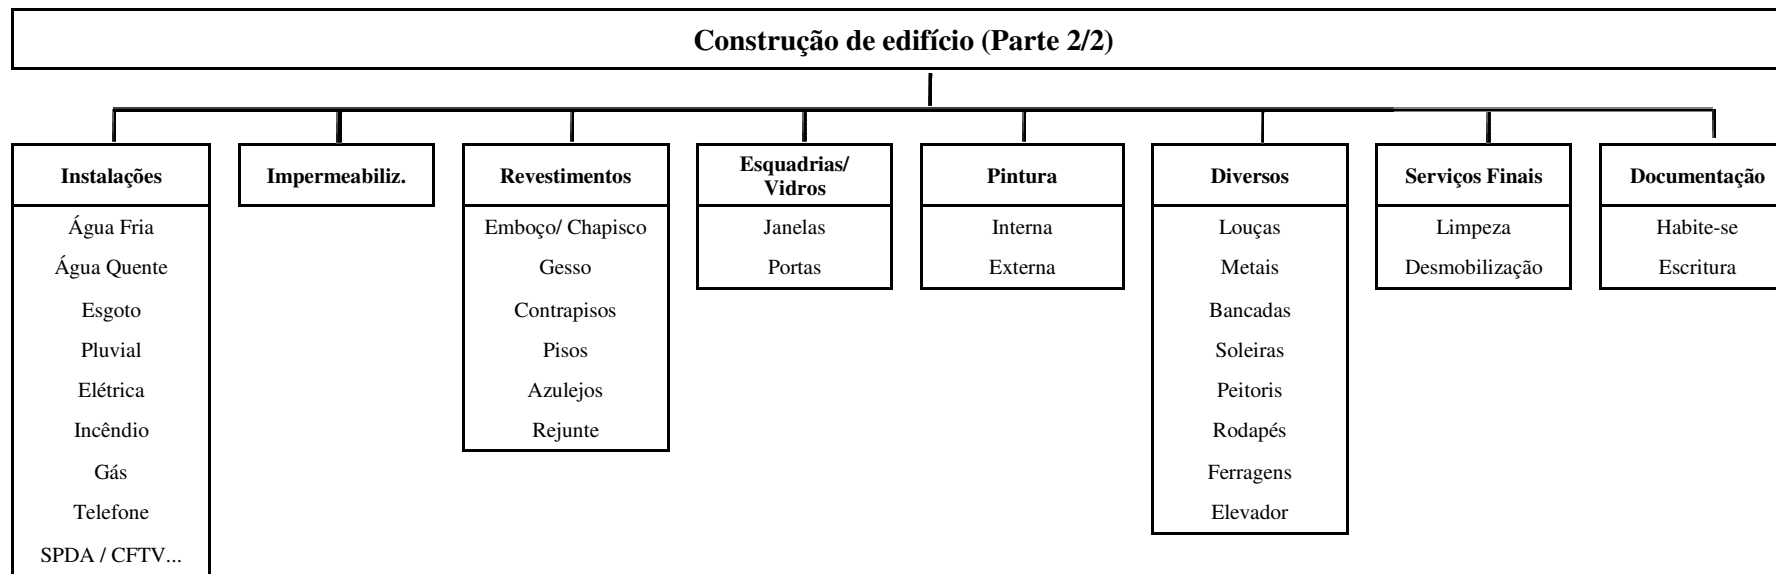 Construção de edifício (Parte 2/2)
Instalações
Água Fria
Água Quente
Esgoto
Pluvial
Elétrica
Incêndio
Gás
Telefone
SPDA / CFTV...
Impermeabiliz.
Revestimentos
Emboço/ Chapisco
Gesso
Contrapisos
Pisos
Azulejos
Rejunte
Esquadrias/
Vidros
Janelas
Portas
Pintura
Interna
Externa
Diversos
Louças
Metais
Bancadas
Soleiras
Peitoris
Rodapés
Ferragens
Elevador
Serviços Finais
Limpeza
Desmobilização
Documentação
Habite-se
Escritura